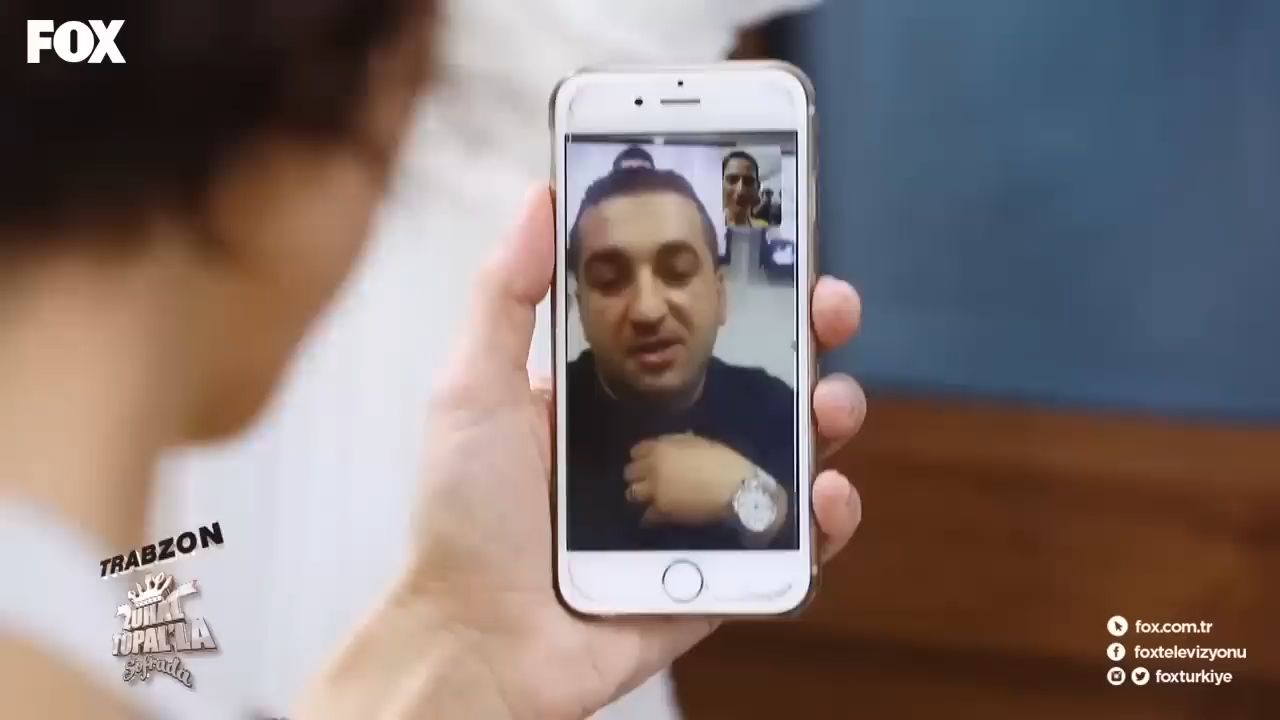 FOX
TRABZON
ZUHAL
TOPAL'LA
Sofrada
fox.com.tr
foxtelevizyonu
foxturkiye